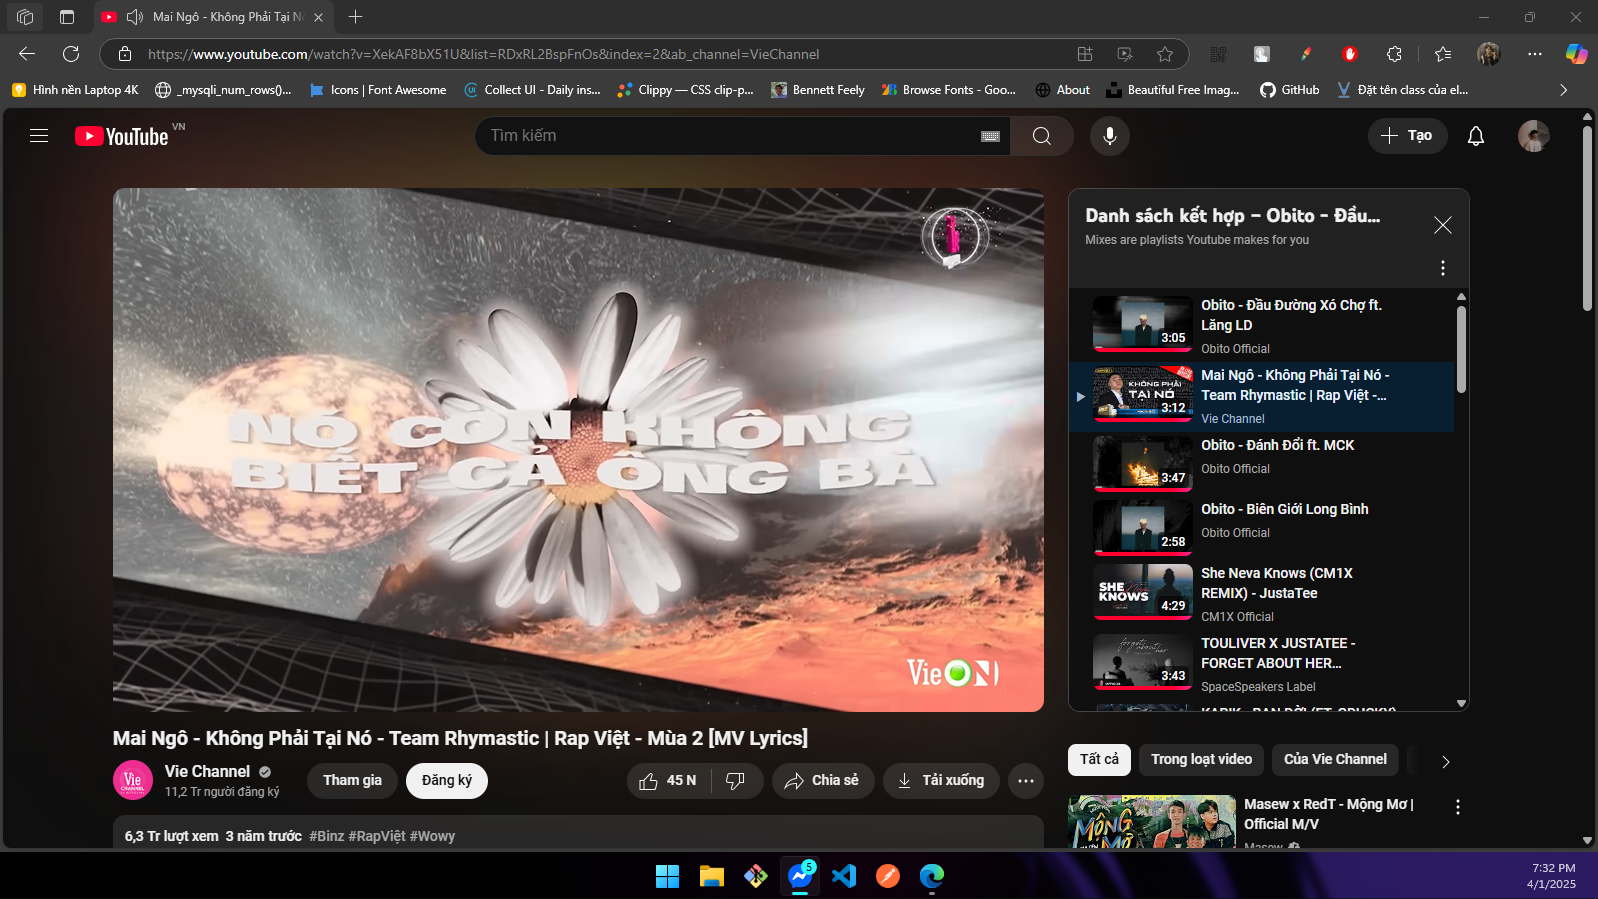 Mai Ngô - Không Phải Tại N
https://www.youtube.com/watch?v=XekAF8bX51U&list=RDxRL2BspFnOs&index=2&ab_channel=VieChannel
Hình nền Laptop 4K
_mysqli_num_rows()...
Icons | Font Awesome
Collect UI - Daily ins...
Clippy — CSS clip-p...
Bennett Feely
Browse Fonts - Goo...
About
Beautiful Free Imag...
GitHub
Đặt tên class của el...
YouTube VN
Tìm kiếm
Tạo
NÓ CÒN KHÔNG
BIẾT CẢ ÔNG BÀ
VieON
Danh sách kết hợp – Obito - Đầu...
Mixes are playlists Youtube makes for you
Obito - Đầu Đường Xó Chợ ft.
Lăng LD
3:05
Obito Official
Mai Ngô - Không Phải Tại Nó -
Team Rhymastic | Rap Việt -...
KHÔNG PHẢI
TẠI NÓ
3:12
Vie Channel
Obito - Đánh Đổi ft. MCK
Obito Official
3:47
Obito - Biên Giới Long Bình
Obito Official
2:58
She Neva Knows (CM1X
REMIX) - JustaTee
SHE
KNOWS
4:29
CM1X Official
TOULIVER X JUSTATEE -
FORGET ABOUT HER...
forget about her
3:43
SpaceSpeakers Label
Mai Ngô - Không Phải Tại Nó - Team Rhymastic | Rap Việt - Mùa 2 [MV Lyrics]
Vie
CHANNEL
Vie Channel
11,2 Tr người đăng ký
Tham gia
Đăng ký
45 N
Chia sẻ
Tải xuống
6,3 Tr lượt xem 3 năm trước #Binz #RapViệt #Wowy
Tất cả
Trong loạt video
Của Vie Channel
MỘNG
MƠ
Masew x RedT - Mộng Mơ |
Official M/V
Masew
5
7:32 PM
4/1/2025